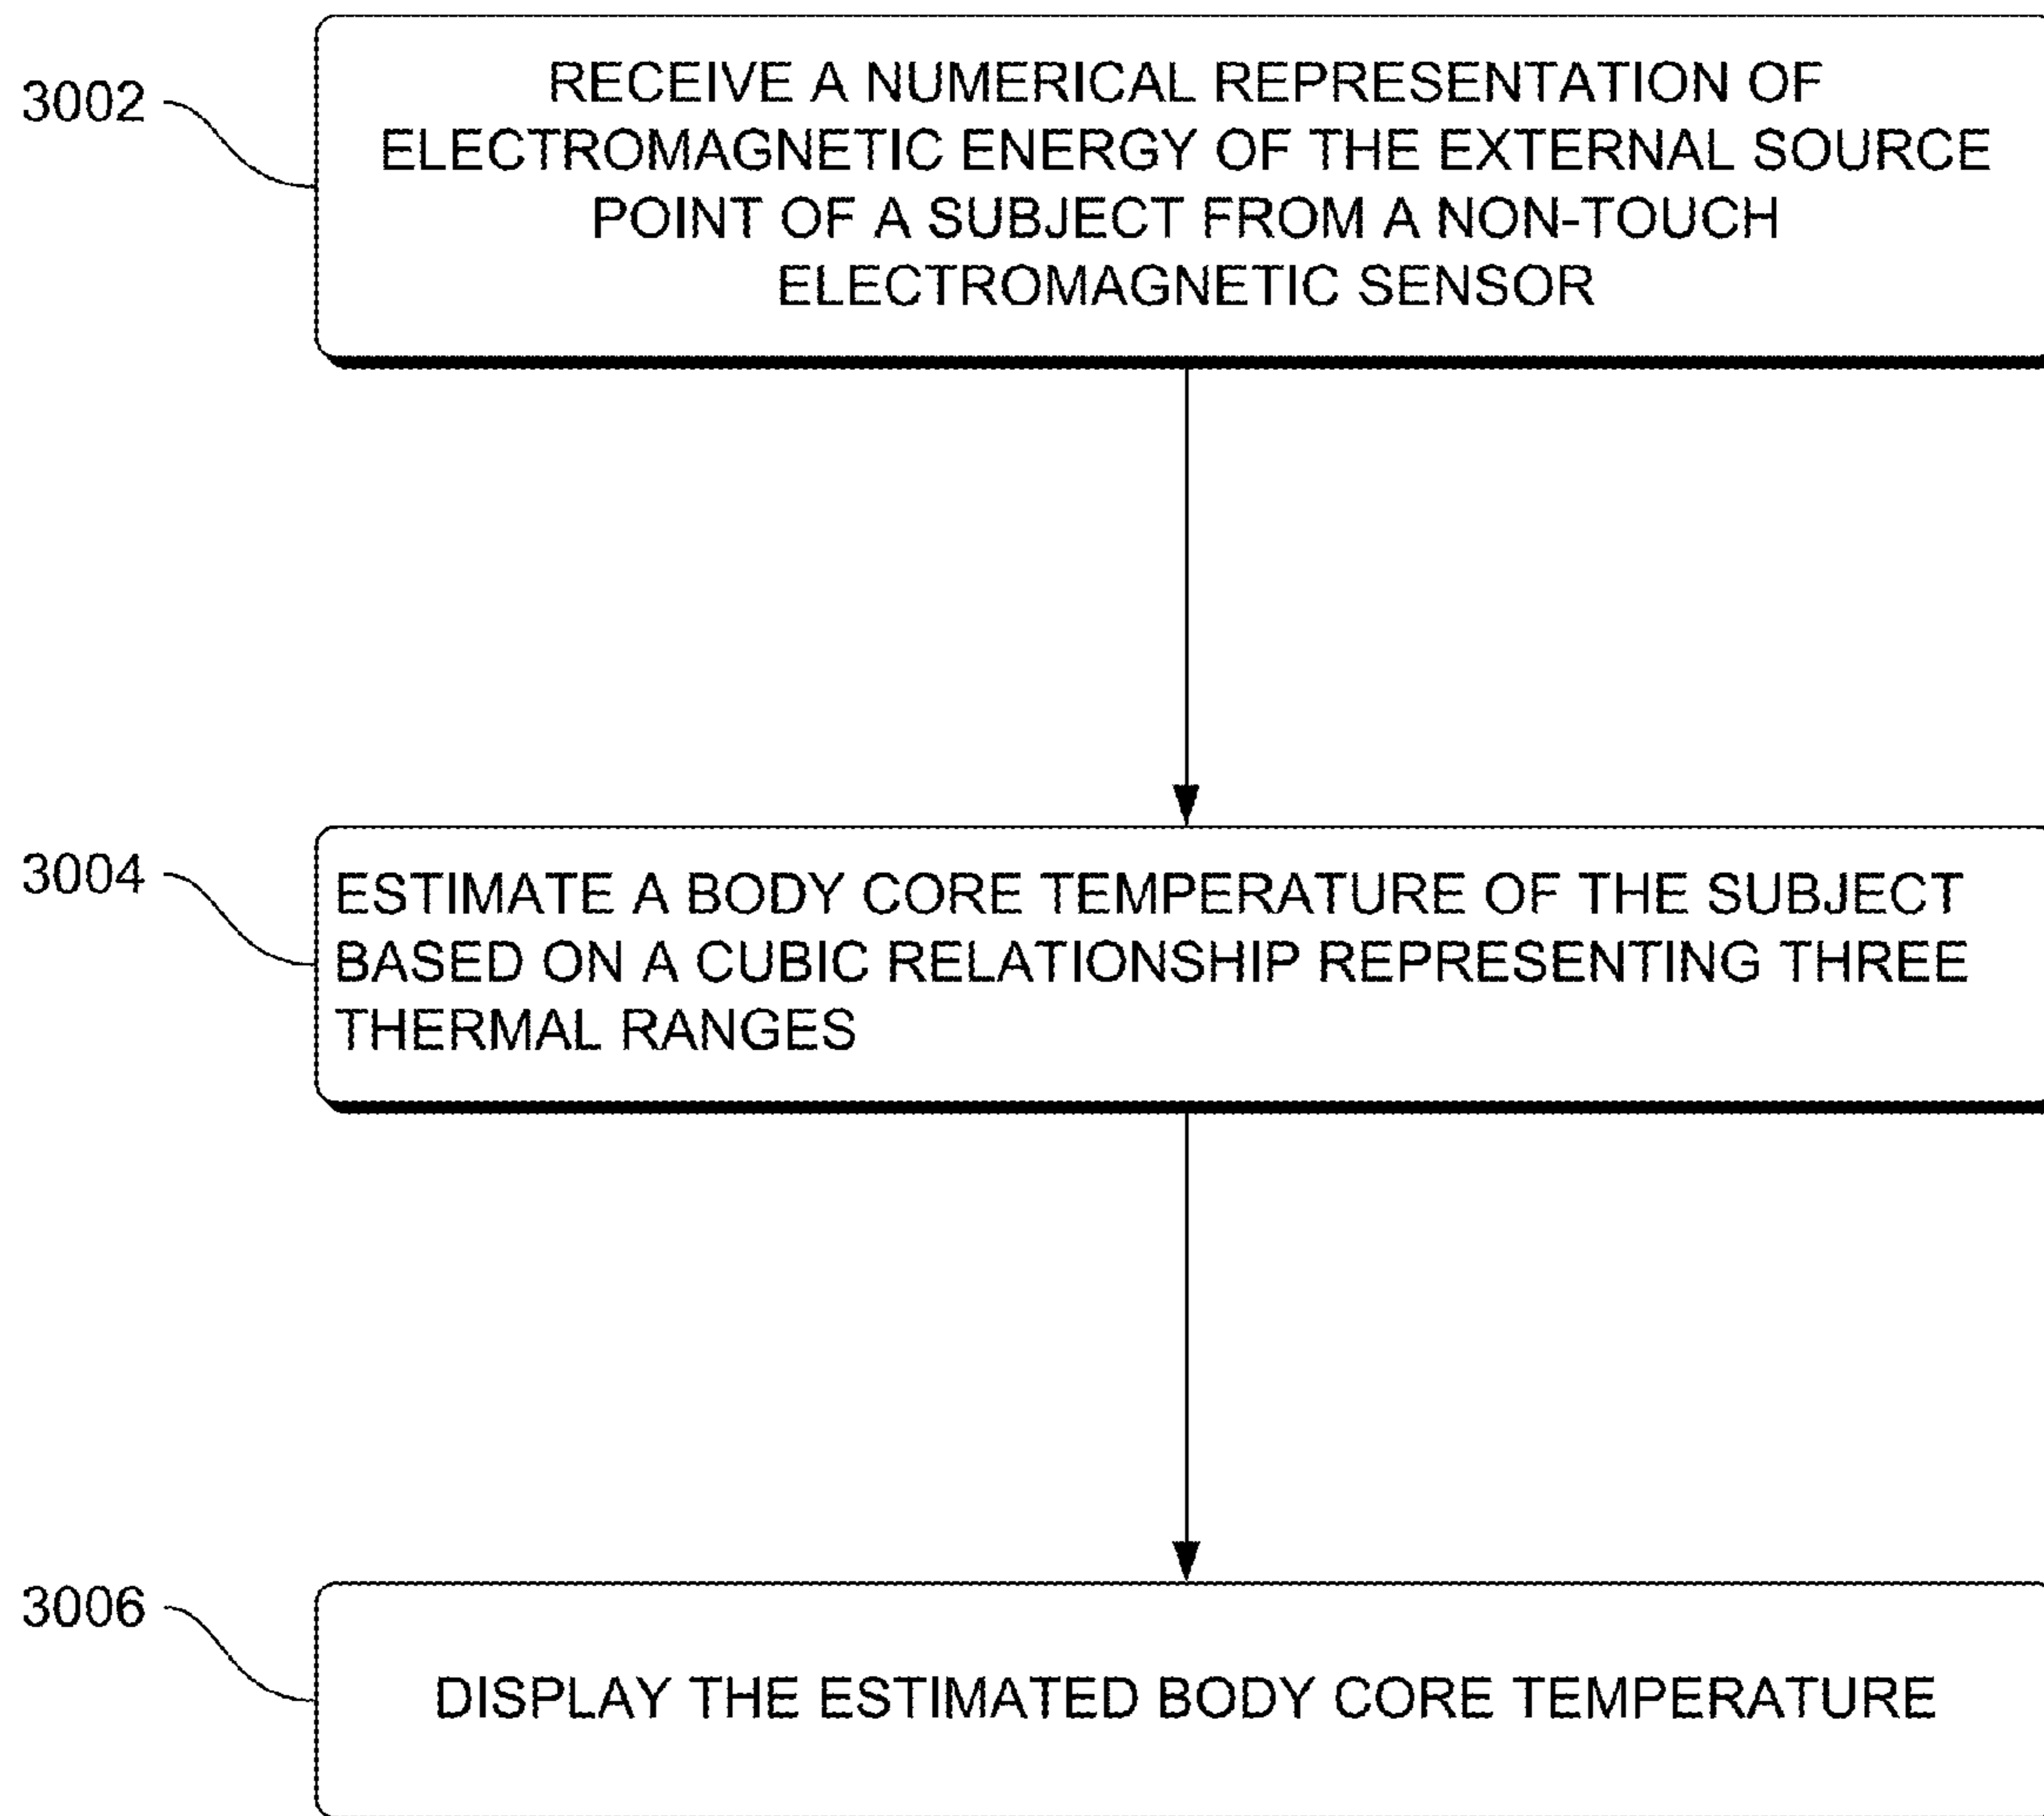 3002
RECEIVE A NUMERICAL REPRESENTATION OF
ELECTROMAGNETIC ENERGY OF THE EXTERNAL SOURCE
POINT OF A SUBJECT FROM A NON-TOUCH
ELECTROMAGNETIC SENSOR
3004
ESTIMATE A BODY CORE TEMPERATURE OF THE SUBJECT
BASED ON A CUBIC RELATIONSHIP REPRESENTING THREE
THERMAL RANGES
3006
DISPLAY THE ESTIMATED BODY CORE TEMPERATURE